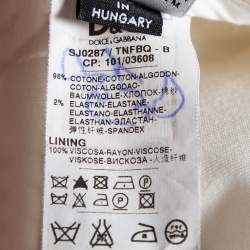 IN
HUNGARY
D&G
DOLCE & GABBANA
SJ0287 / TNFBQ - B
CP: 101/03608
98% COTONE-COTTON-ALGODON-
COTON-ALGODAO-
BAUMWOLLE-ХЛОПОК-棉
2% ELASTAN-ELASTANE-
ELASTANO-ELASTHANNE-
ELASTHAN-ЭЛАСТАН-
弹性纤维-SPANDEX
LINING
100% VISCOSA-RAYON-VISCOSE-
VISKOSE-ВИСКОЗА-人造纤维
M